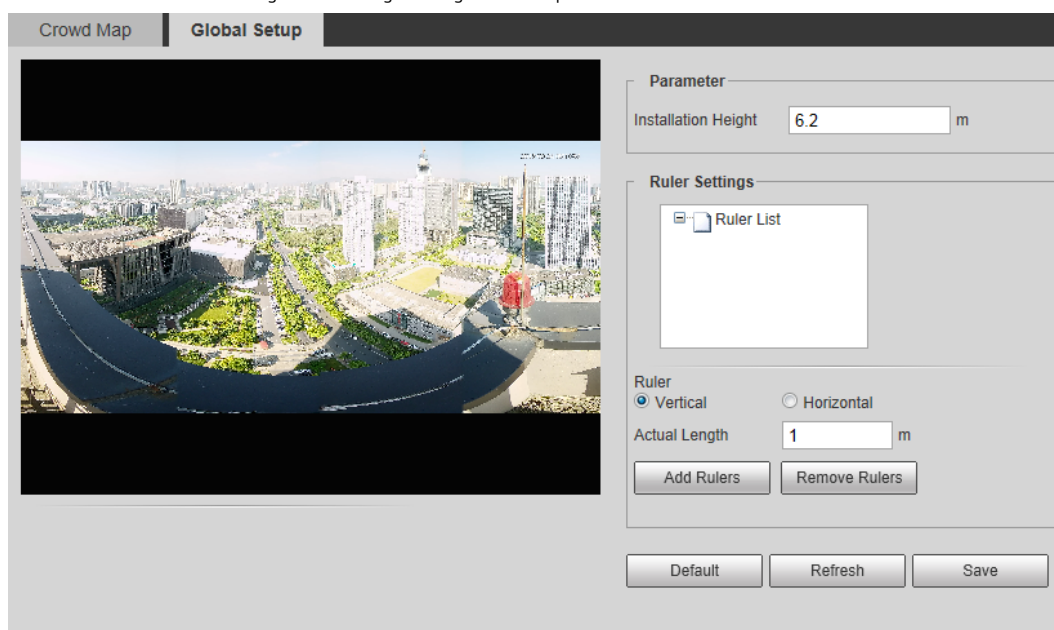 Crowd Map
Global Setup
Parameter
Installation Height 6.2 m
Ruler Settings
Ruler List
Ruler
Vertical Horizontal
Actual Length 1 m
Add Rulers Remove Rulers
Default Refresh Save